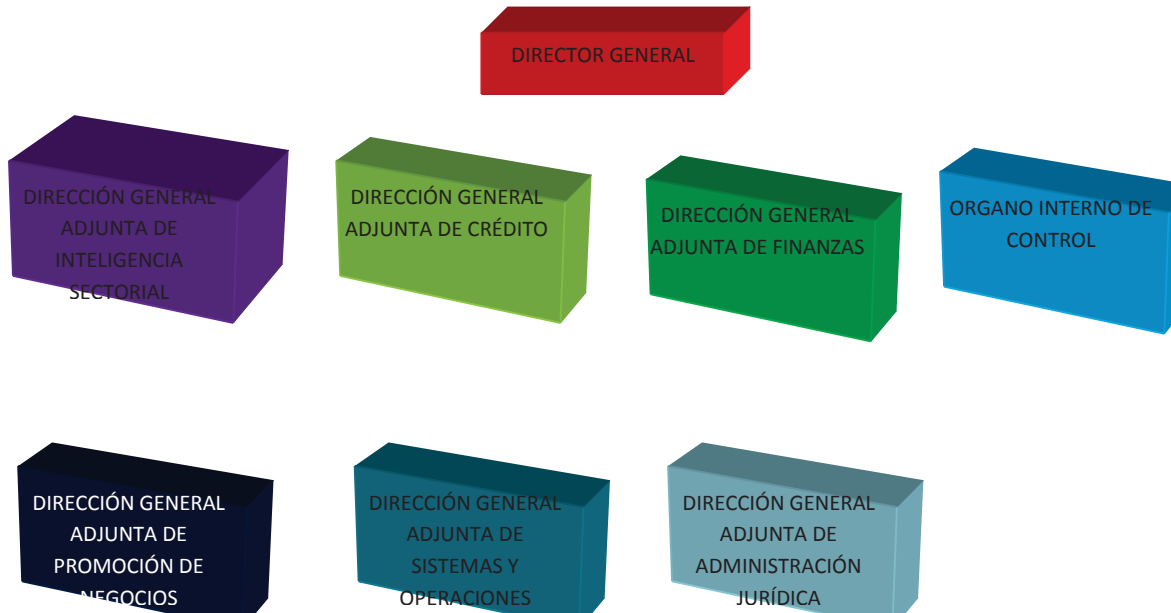 DIRECTOR GENERAL
DIRECCIÓN GENERAL
ADJUNTA DE
INTELIGENCIA
SECTORIAL
DIRECCIÓN GENERAL
ADJUNTA DE CRÉDITO
DIRECCIÓN GENERAL
ADJUNTA DE FINANZAS
ORGANO INTERNO DE
CONTROL
DIRECCIÓN GENERAL
ADJUNTA DE
PROMOCIÓN DE
NEGOCIOS
DIRECCIÓN GENERAL
ADJUNTA DE
SISTEMAS Y
OPERACIONES
DIRECCIÓN GENERAL
ADJUNTA DE
ADMINISTRACIÓN
JURÍDICA